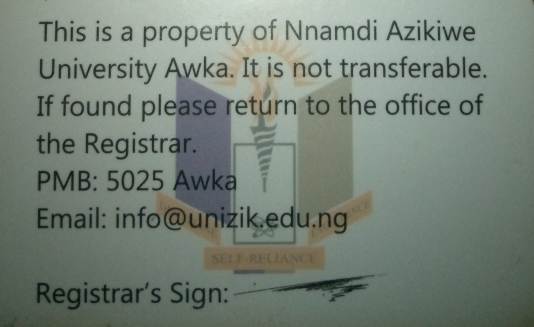 This is a property of Nnamdi Azikiwe
University Awka. It is not transferable.
If found please return to the office of
the Registrar.
PMB: 5025 Awka
Email: info@unizik.edu.ng
SELF-RELIANCE
Registrar's Sign: